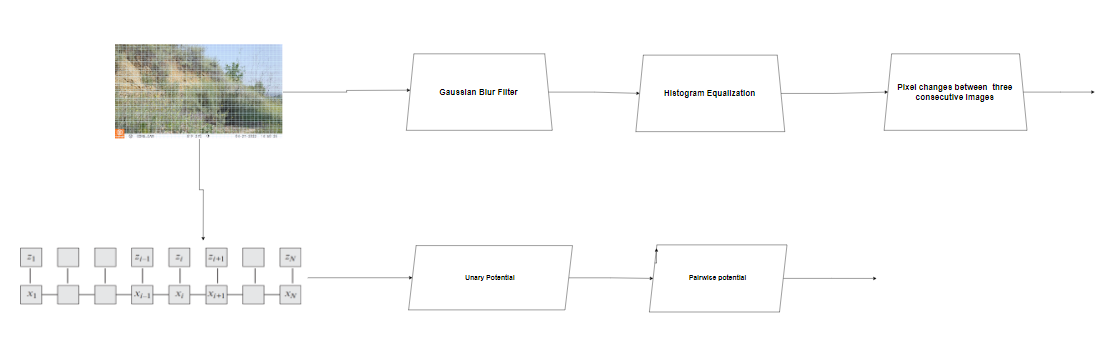 Gaussian Blur Filter
Histogram Equalization
Pixel changes between three
consecutive images
z1
zi−1
zi
zi+1
zN
x1
xi−1
xi
xi+1
xN
Unary Potential
Pairwise potential